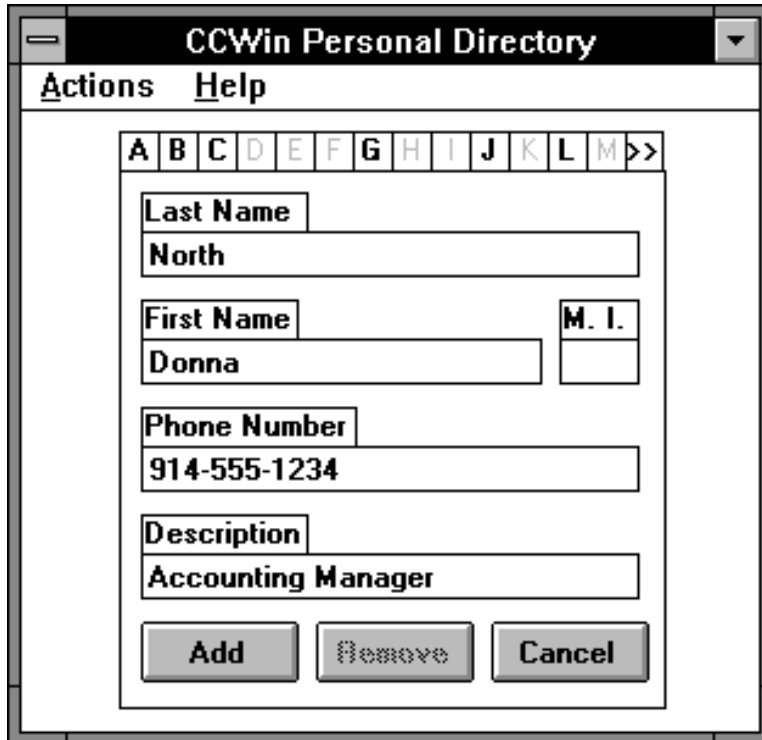 CCWin Personal Directory
Actions Help
A B C D E F G H I J K L M >>
Last Name
North
First Name M. I.
Donna
Phone Number
914-555-1234
Description
Accounting Manager
Add Remove Cancel